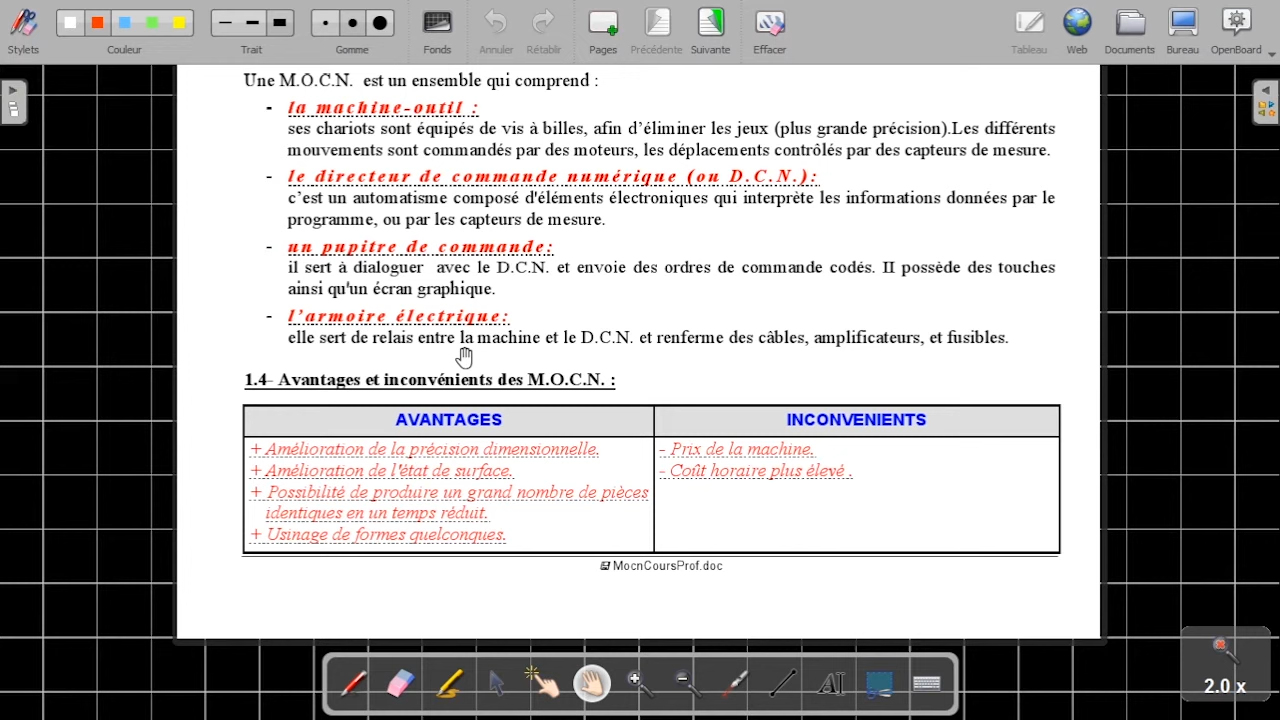 Stylets Couleur Trait Gomme Fonds Annuler Rétablir Pages Précédente Suivante Effacer Tableau Web Documents Bureau OpenBoard
Une M.O.C.N. est un ensemble qui comprend :
- la machine-outil :
ses chariots sont équipés de vis à billes, afin d’éliminer les jeux (plus grande précision).Les différents
mouvements sont commandés par des moteurs, les déplacements contrôlés par des capteurs de mesure.
- le directeur de commande numérique (ou D.C.N.):
c’est un automatisme composé d'éléments électroniques qui interprète les informations données par le
programme, ou par les capteurs de mesure.
- un pupitre de commande:
il sert à dialoguer avec le D.C.N. et envoie des ordres de commande codés. II possède des touches
ainsi qu'un écran graphique.
- l’armoire électrique:
elle sert de relais entre la machine et le D.C.N. et renferme des câbles, amplificateurs, et fusibles.
1.4- Avantages et inconvénients des M.O.C.N. :
AVANTAGES INCONVENIENTS
+ Amélioration de la précision dimensionnelle. - Prix de la machine.
+ Amélioration de l'état de surface. - Coût horaire plus élevé .
+ Possibilité de produire un grand nombre de pièces
identiques en un temps réduit.
+ Usinage de formes quelconques.
MocnCoursProf.doc
2.0 x